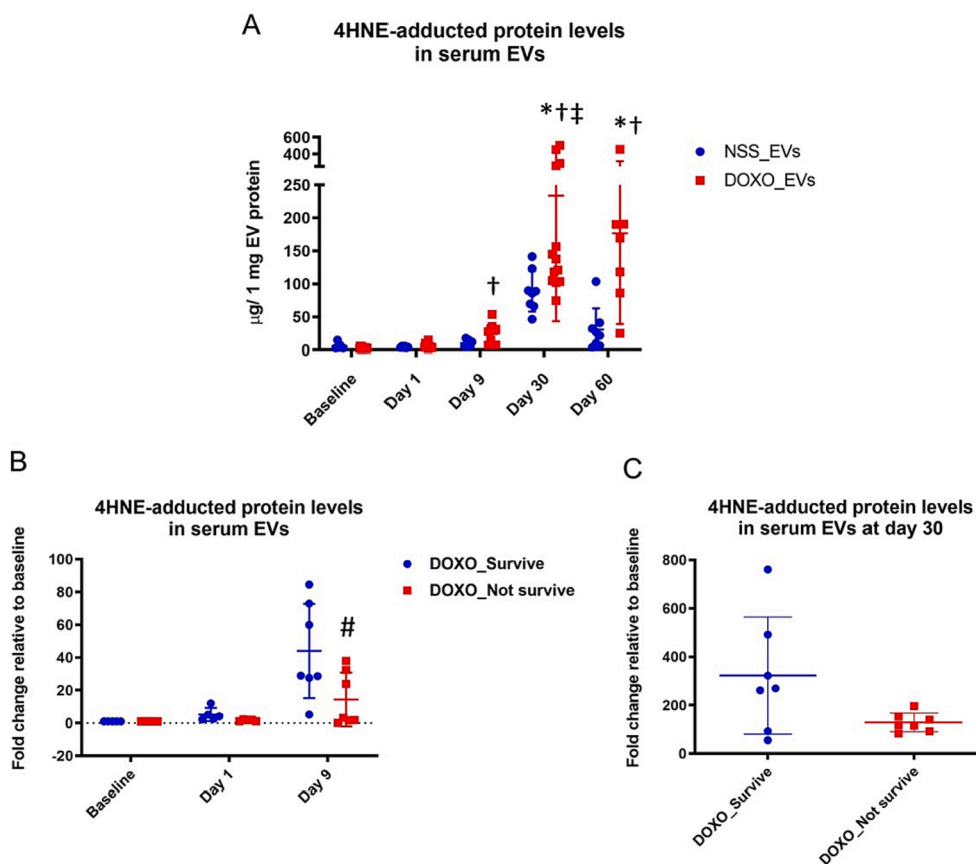 A
4HNE-adducted protein levels
in serum EVs
µg/ 1 mg EV protein
600
400
250
200
150
100
50
0
*†‡
*†
†
NSS_EVs
DOXO_EVs
Baseline
Day 1
Day 9
Day 30
Day 60
B
4HNE-adducted protein levels
in serum EVs
Fold change relative to baseline
100
80
60
40
20
0
-20
#
DOXO_Survive
DOXO_Not survive
Baseline
Day 1
Day 9
C
4HNE-adducted protein levels
in serum EVs at day 30
Fold change relative to baseline
800
600
400
200
0
DOXO_Survive
DOXO_Not survive